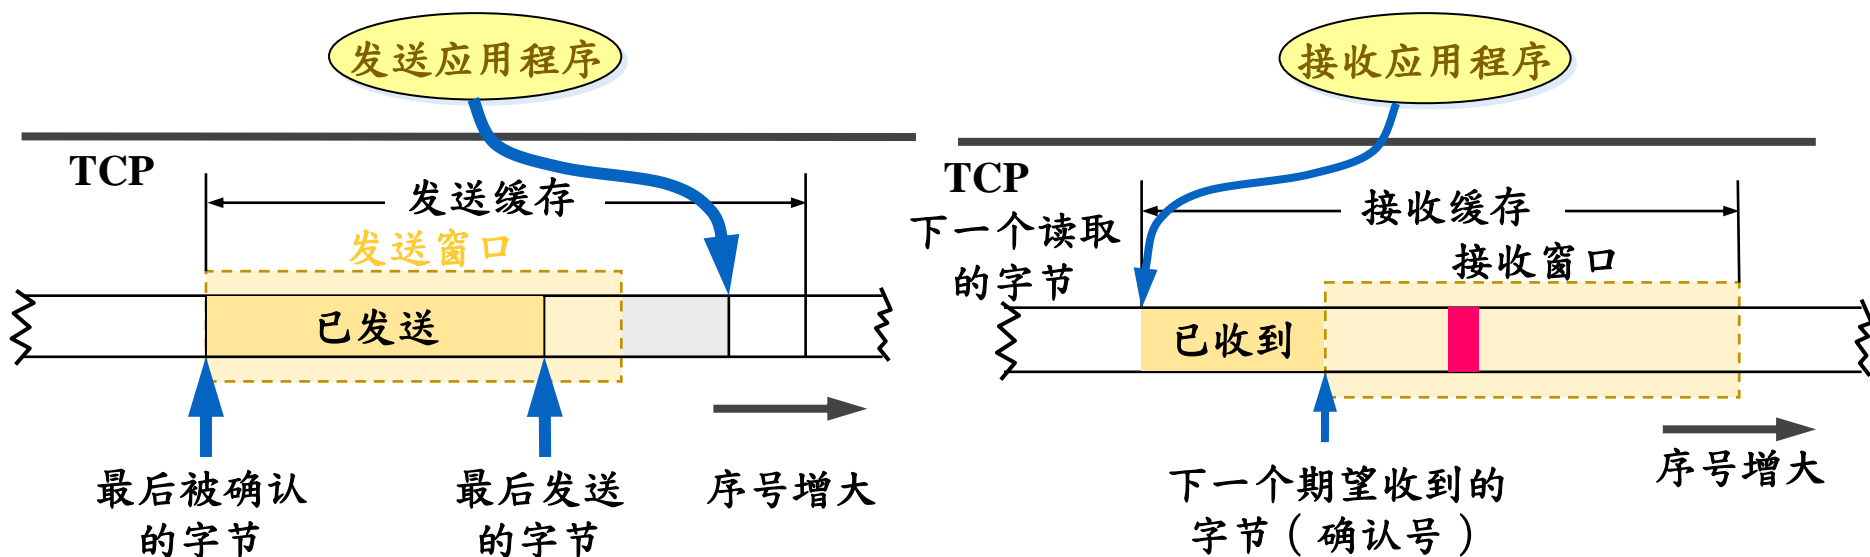 发送应用程序
TCP
发送缓存
发送窗口
已发送
最后被确认
的字节
最后发送
的字节
序号增大
接收应用程序
TCP
下一个读取
的字节
接收缓存
接收窗口
已收到
下一个期望收到的
字节（确认号）
序号增大